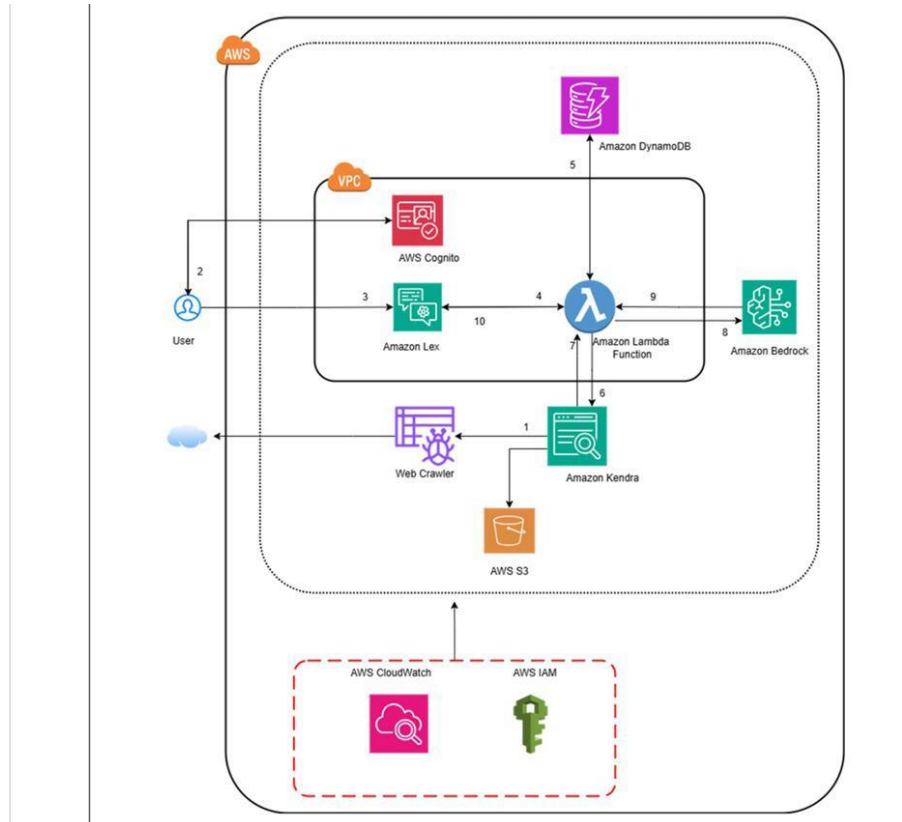 AWS
Amazon DynamoDB
5
VPC
AWS Cognito
2
3
4
9
10
8
User
Amazon Lex
Amazon Lambda
Function
Amazon Bedrock
7
6
1
Web Crawler
Amazon Kendra
AWS S3
AWS CloudWatch
AWS IAM